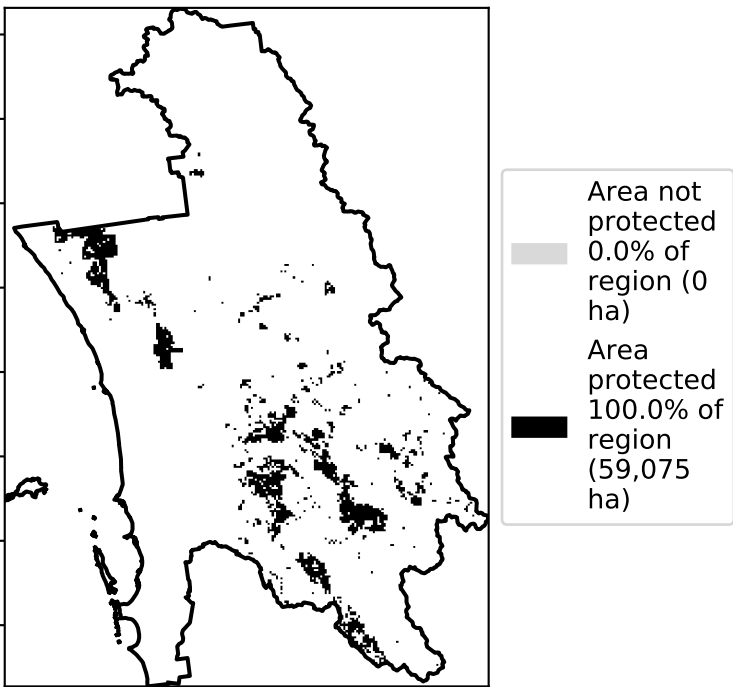 Area not
protected
0.0% of
region (0
ha)
Area
protected
100.0% of
region
(59,075
ha)